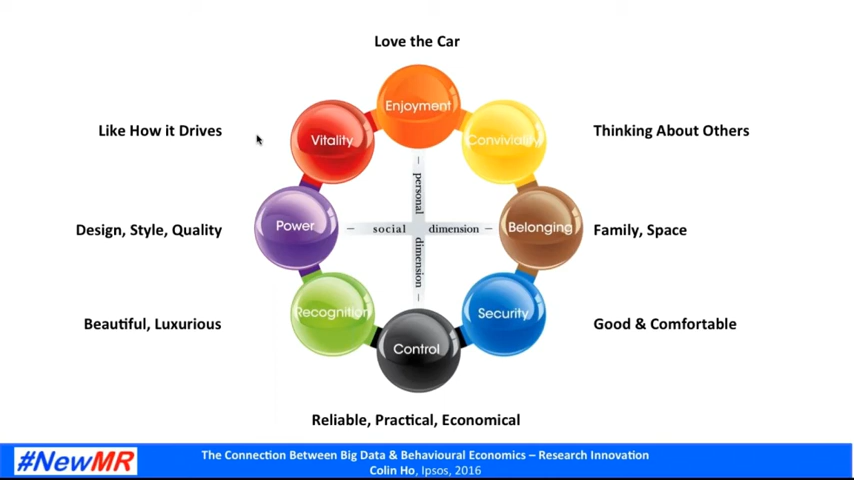 Love the Car
Enjoyment
Like How it Drives
Vitality
Conviviality
Thinking About Others
personal
Design, Style, Quality
Power
social dimension
Belonging
Family, Space
dimension
Beautiful, Luxurious
Recognition
Security
Good & Comfortable
Control
Reliable, Practical, Economical
#NewMR
The Connection Between Big Data & Behavioural Economics – Research Innovation
Colin Ho, Ipsos, 2016